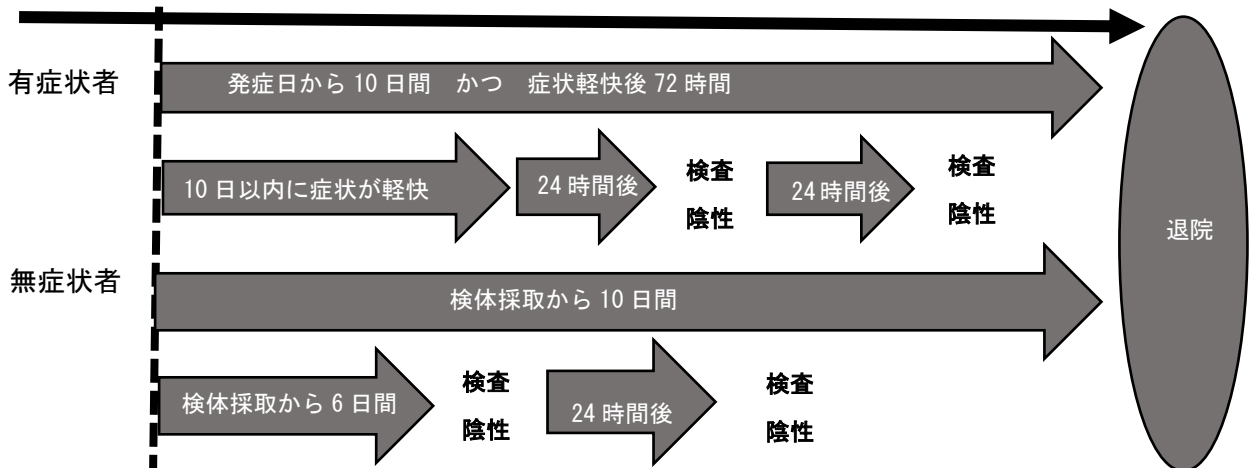 有症状者
発症日から 10 日間　かつ　症状軽快後 72 時間
10 日以内に症状が軽快
24 時間後
検査
陰性
24 時間後
検査
陰性
無症状者
検体採取から 10 日間
検体採取から 6 日間
検査
陰性
24 時間後
検査
陰性
退院